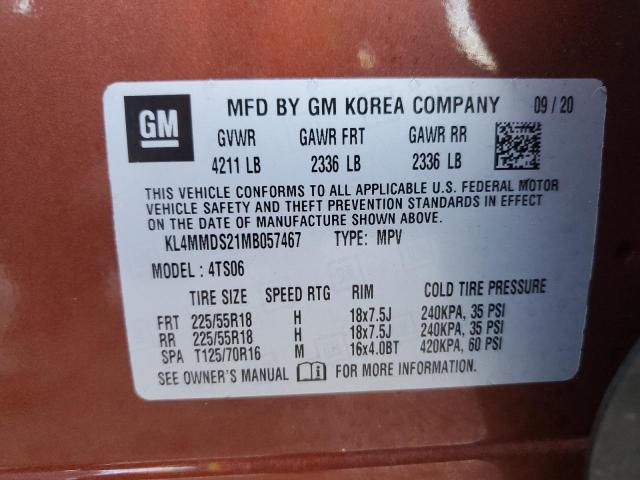 GM MFD BY GM KOREA COMPANY 09/20
GVWR GAWR FRT GAWR RR
4211 LB 2336 LB 2336 LB
THIS VEHICLE CONFORMS TO ALL APPLICABLE U.S. FEDERAL MOTOR
VEHICLE SAFETY AND THEFT PREVENTION STANDARDS IN EFFECT
ON THE DATE OF MANUFACTURE SHOWN ABOVE.
KL4MMDS21MB057467 TYPE: MPV
MODEL: 4TS06
TIRE SIZE SPEED RTG RIM COLD TIRE PRESSURE
FRT 225/55R18 H 18x7.5J 240KPA, 35 PSI
RR 225/55R18 H 18x7.5J 240KPA, 35 PSI
SPA T125/70R16 M 16x4.0BT 420KPA, 60 PSI
SEE OWNER'S MANUAL FOR MORE INFORMATION.